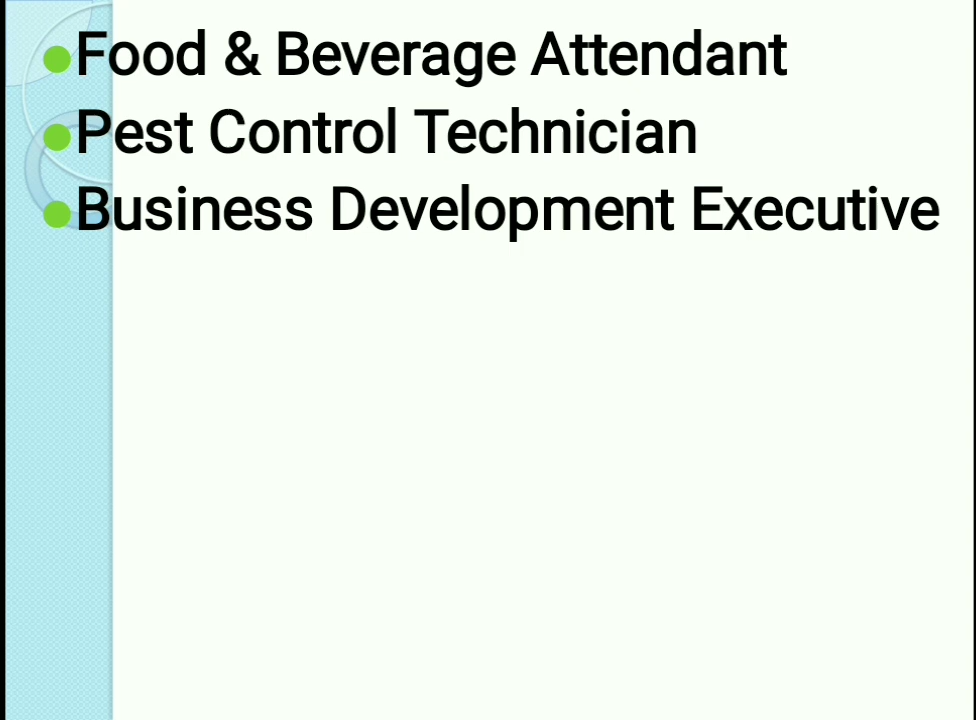 Food & Beverage Attendant
Pest Control Technician
Business Development Executive